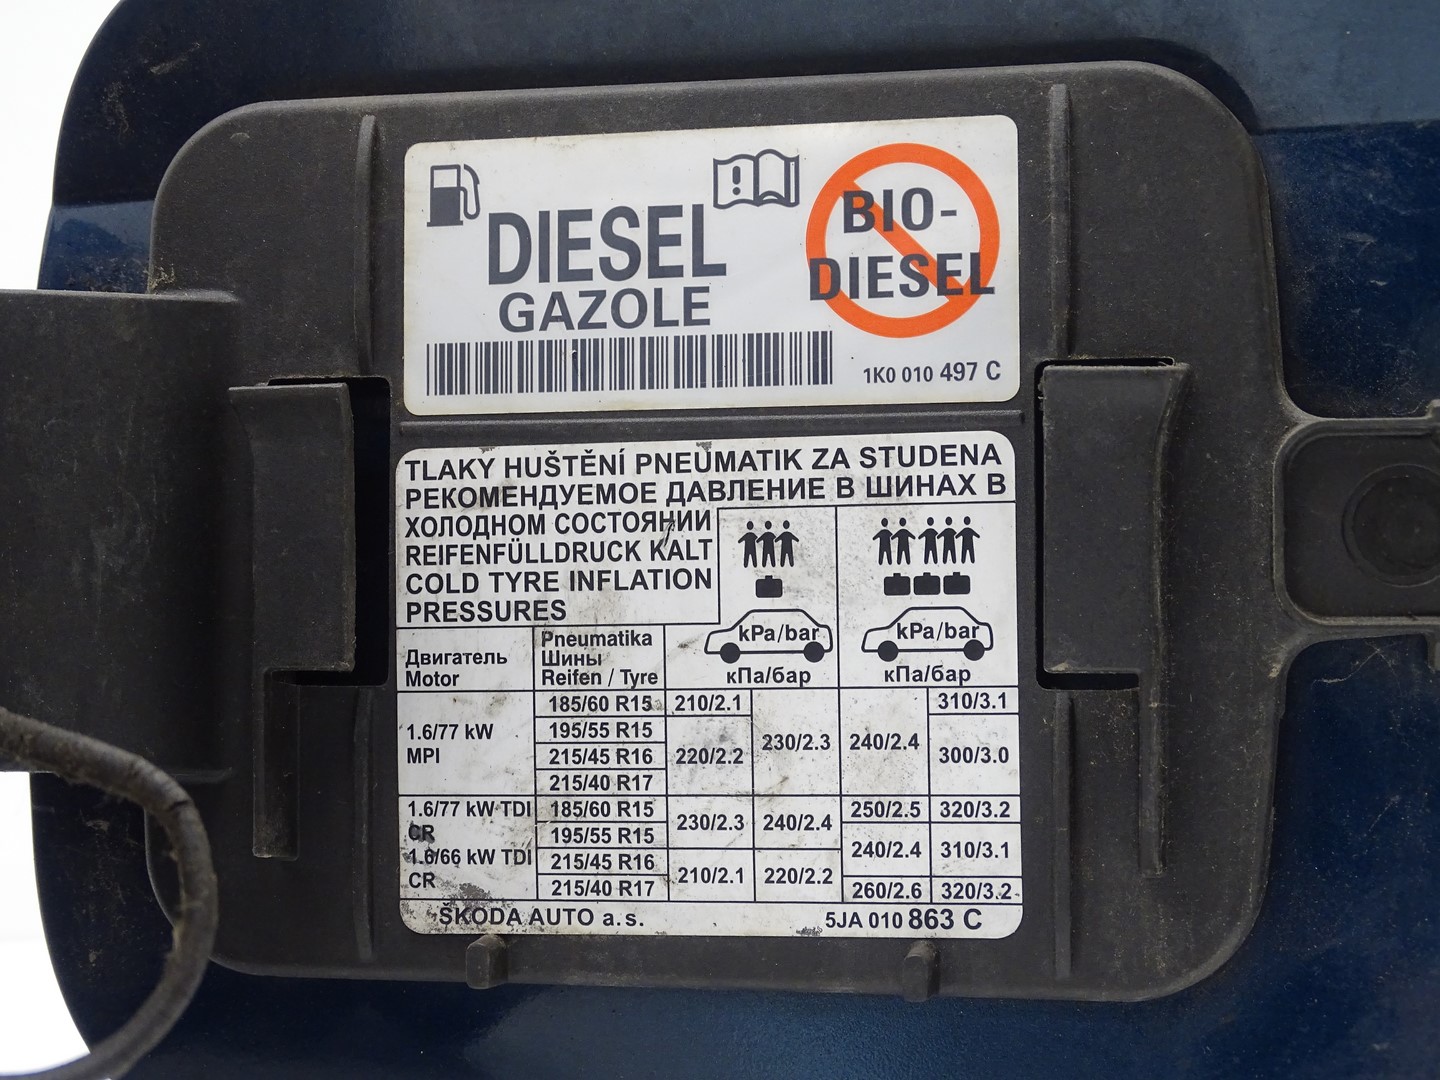 DIESEL
GAZOLE
BIO-
DIESEL
1K0 010 497 C
TLAKY HUŠTĚNÍ PNEUMATIK ZA STUDENA
РЕКОМЕНДУЕМОЕ ДАВЛЕНИЕ В ШИНАХ В
ХОЛОДНОМ СОСТОЯНИИ
REIFENFÜLLDRUCK KALT
COLD TYRE INFLATION
PRESSURES
kPa/bar kPa/bar
кПа/бар кПа/бар
Двигатель
Motor
Pneumatika
Шины
Reifen / Tyre
185/60 R15 210/2.1 310/3.1
1.6/77 kW
MPI
195/55 R15
215/45 R16
215/40 R17
220/2.2 230/2.3 240/2.4 300/3.0
1.6/77 kW TDI
CR
1.6/66 kW TDI
CR
185/60 R15 250/2.5 320/3.2
195/55 R15
230/2.3 240/2.4
215/45 R16 240/2.4 310/3.1
215/40 R17
210/2.1 220/2.2
260/2.6 320/3.2
ŠKODA AUTO a.s. 5JA 010 863 C